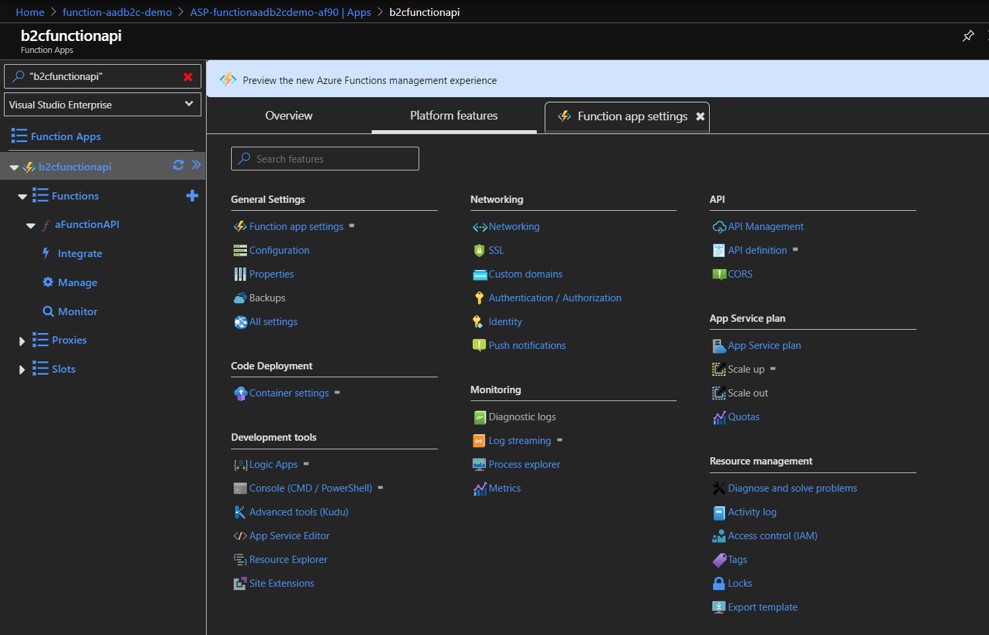 Home > function-aadb2c-demo > ASP-functionaadb2cdemo-af90 | Apps > b2cfunctionapi
b2cfunctionapi
Function Apps
"b2cfunctionapi"
Visual Studio Enterprise
Function Apps
b2cfunctionapi
Functions
aFunctionAPI
Integrate
Manage
Monitor
Proxies
Slots
Preview the new Azure Functions management experience
Overview
Platform features
Function app settings
Search features
General Settings
Function app settings
Configuration
Properties
Backups
All settings
Code Deployment
Container settings
Development tools
Logic Apps
Console (CMD / PowerShell)
Advanced tools (Kudu)
App Service Editor
Resource Explorer
Site Extensions
Networking
Networking
SSL
Custom domains
Authentication / Authorization
Identity
Push notifications
Monitoring
Diagnostic logs
Log streaming
Process explorer
Metrics
API
API Management
API definition
CORS
App Service plan
App Service plan
Scale up
Scale out
Quotas
Resource management
Diagnose and solve problems
Activity log
Access control (IAM)
Tags
Locks
Export template